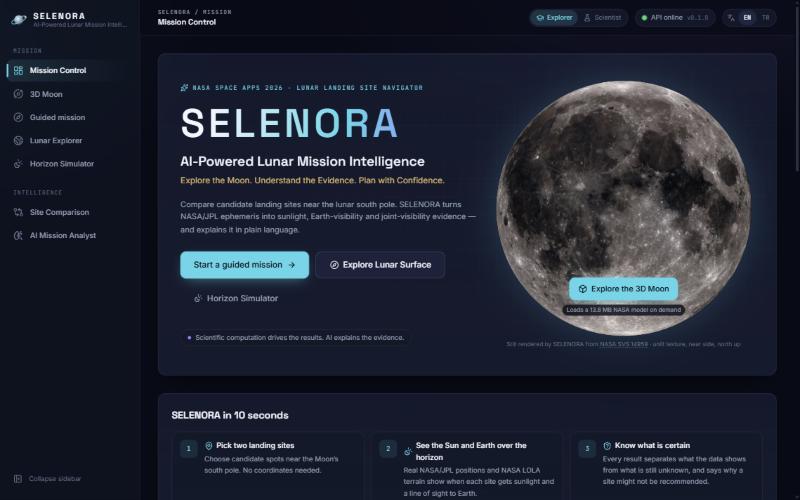 SELENORA
AI-Powered Lunar Mission Intelli...
MISSION
Mission Control
3D Moon
Guided mission
Lunar Explorer
Horizon Simulator
INTELLIGENCE
Site Comparison
AI Mission Analyst
Collapse sidebar
SELENORA / MISSION
Mission Control
Explorer
Scientist
API online v0.1.0
EN
TR
NASA SPACE APPS 2026 · LUNAR LANDING SITE NAVIGATOR
SELENORA
AI-Powered Lunar Mission Intelligence
Explore the Moon. Understand the Evidence. Plan with Confidence.
Compare candidate landing sites near the lunar south pole. SELENORA turns
NASA/JPL ephemeris into sunlight, Earth-visibility and joint-visibility evidence —
and explains it in plain language.
Start a guided mission →
Explore Lunar Surface
Horizon Simulator
Scientific computation drives the results. AI explains the evidence.
Explore the 3D Moon
Loads a 13.8 MB NASA model on demand
Still rendered by SELENORA from NASA SVS 14959 · unlit texture, near side, north up
SELENORA in 10 seconds
1
Pick two landing sites
Choose candidate spots near the Moon's
south pole. No coordinates needed.
2
See the Sun and Earth over the
horizon
Real NASA/JPL positions and NASA LOLA
terrain show when each site gets sunlight and
a line of sight to Earth.
3
Know what is certain
Every result separates what the data shows
from what is still unknown, and says why a
site might not be recommended.